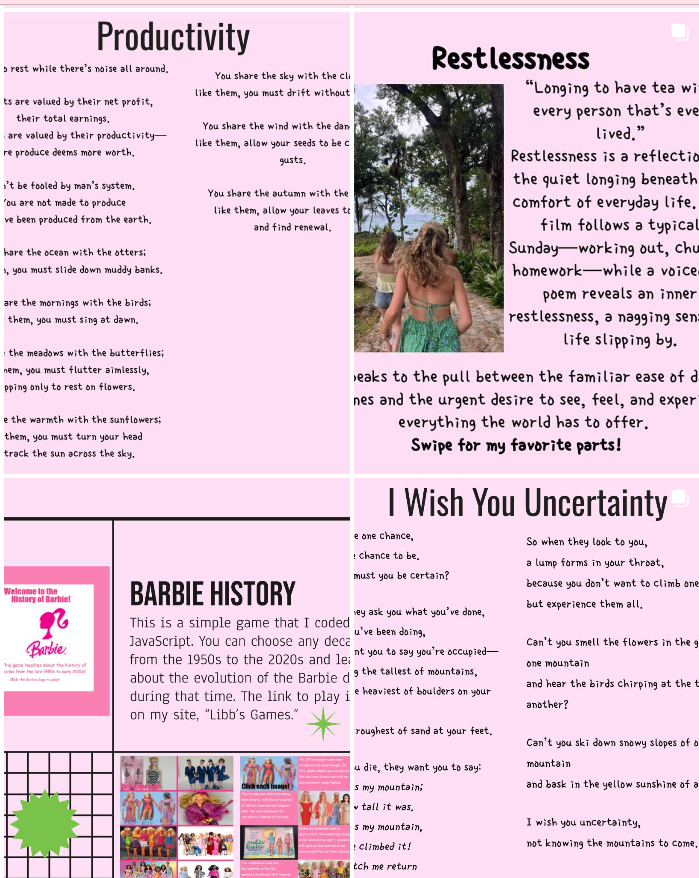 Productivity
o rest while there's noise all around.
ts are valued by their net profit,
their total earnings.
are valued by their productivity—
re produce deems more worth.
n't be fooled by man's system.
You are not made to produce
ve been produced from the earth.
hare the ocean with the otters;
, you must slide down muddy banks.
are the mornings with the birds;
them, you must sing at dawn.
e the meadows with the butterflies;
hem, you must flutter aimlessly,
pping only to rest on flowers.
e the warmth with the sunflowers;
them, you must turn your head
track the sun across the sky.
You share the sky with the cl
like them, you must drift without
You share the wind with the dan
like them, allow your seeds to be c
gusts.
You share the autumn with the
like them, allow your leaves to
and find renewal.
Restlessness
“Longing to have tea wi
every person that's eve
lived.”
Restlessness is a reflectio
the quiet longing beneath
comfort of everyday life.
film follows a typical
Sunday—working out, chu
homework—while a voice
poem reveals an inner
restlessness, a nagging sens
life slipping by.
peaks to the pull between the familiar ease of d
nes and the urgent desire to see, feel, and experi
everything the world has to offer.
Swipe for my favorite parts!
Welcome to the
History of Barbie!
Barbie
This game teaches about the history of
arbie from the late 1950s to early 2020s!
Click the Barbie logo to play!
BARBIE HISTORY
This is a simple game that I coded
JavaScript. You can choose any deca
from the 1950s to the 2020s and lea
about the evolution of the Barbie d
during that time. The link to play i
on my site, “Libb's Games.”
Click each image!
I Wish You Uncertainty
e one chance,
e chance to be.
must you be certain?
hey ask you what you've done,
u've been doing,
nt you to say you're occupied—
g the tallest of mountains,
e heaviest of boulders on your
roughest of sand at your feet.
u die, they want you to say:
s my mountain;
w tall it was.
s my mountain,
e climbed it!
tch me return
So when they look to you,
a lump forms in your throat,
because you don't want to climb one
but experience them all.
Can't you smell the flowers in the g
one mountain
and hear the birds chirping at the t
another?
Can't you ski down snowy slopes of o
mountain
and bask in the yellow sunshine of a
I wish you uncertainty,
not knowing the mountains to come,